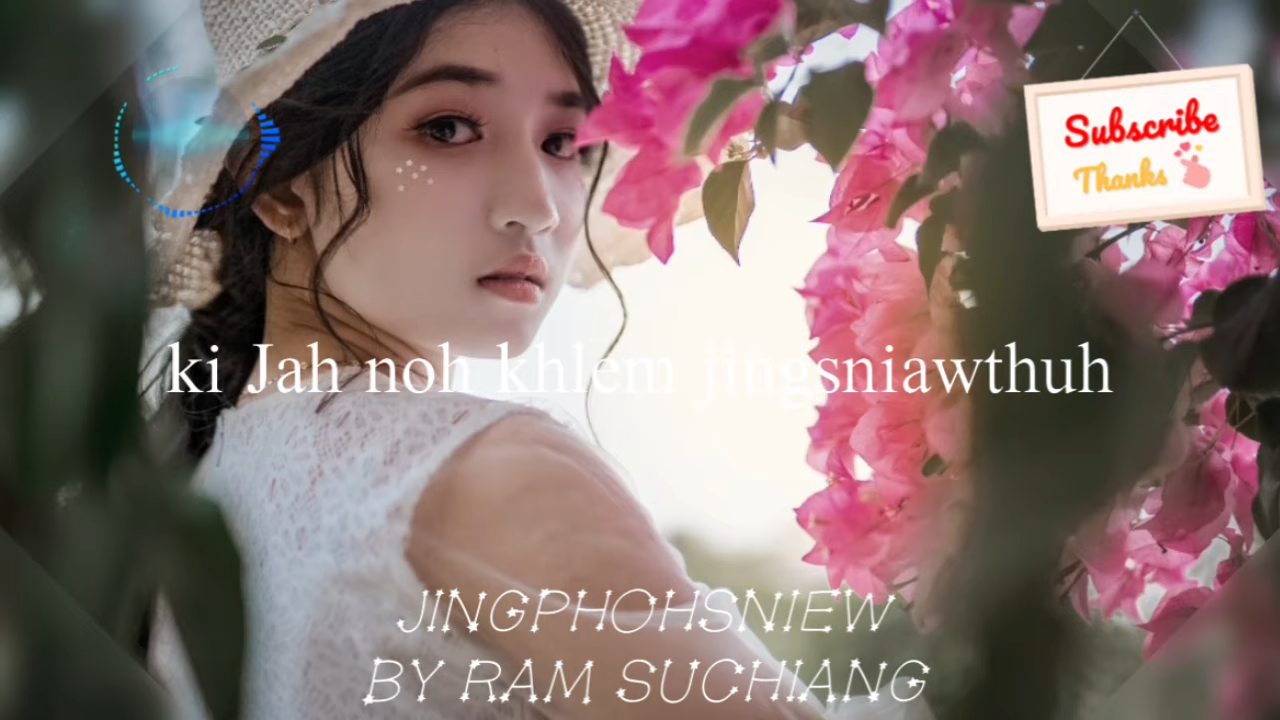 Subscribe
Thanks
ki Jah noh khlem jingsniawthuh
JINGPHOHSNIEW
BY RAM SUCHIANG